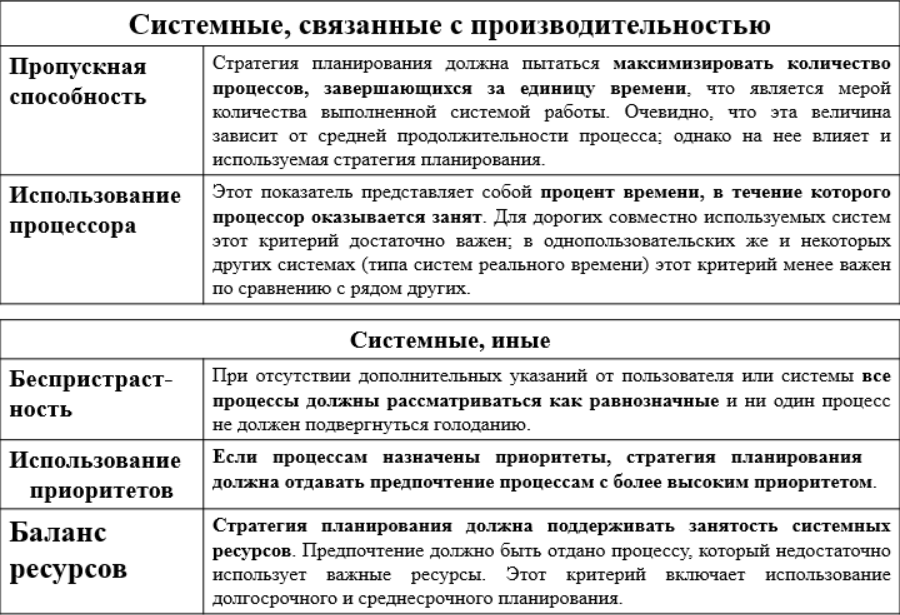 Системные, связанные с производительностью
Пропускная
способность
Стратегия планирования должна пытаться максимизировать количество
процессов, завершающихся за единицу времени, что является мерой
количества выполненной системой работы. Очевидно, что эта величина
зависит от средней продолжительности процесса; однако на нее влияет и
используемая стратегия планирования.
Использование
процессора
Этот показатель представляет собой процент времени, в течение которого
процессор оказывается занят. Для дорогих совместно используемых систем
этот критерий достаточно важен; в однопользовательских же и некоторых
других системах (типа систем реального времени) этот критерий менее важен
по сравнению с рядом других.
Системные, иные
Беспристраст-
ность
При отсутствии дополнительных указаний от пользователя или системы все
процессы должны рассматриваться как равнозначные и ни один процесс
не должен подвергнуться голоданию.
Использование
приоритетов
Если процессам назначены приоритеты, стратегия планирования
должна отдавать предпочтение процессам с более высоким приоритетом.
Баланс
ресурсов
Стратегия планирования должна поддерживать занятость системных
ресурсов. Предпочтение должно быть отдано процессу, который недостаточно
использует важные ресурсы. Этот критерий включает использование
долгосрочного и среднесрочного планирования.